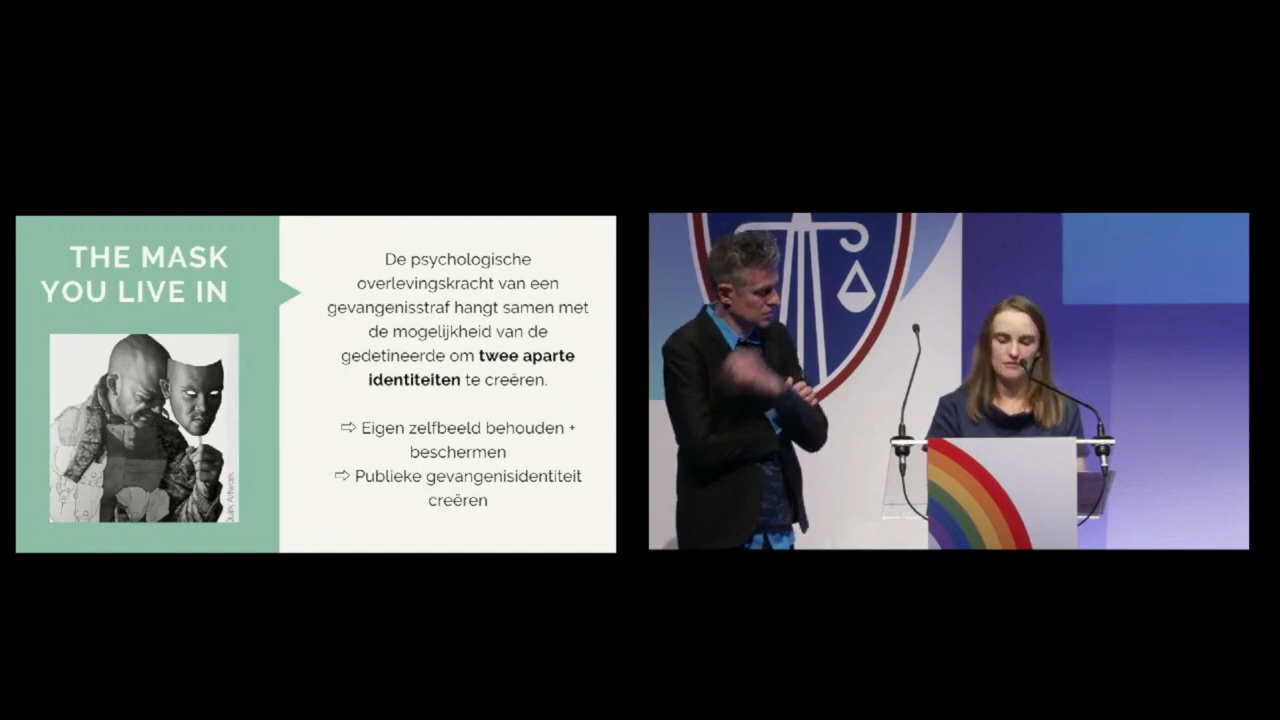 THE MASK
YOU LIVE IN
De psychologische
overlevingskracht van een
gevangenisstraf hangt samen met
de mogelijkheid van de
gedetineerde om twee aparte
identiteiten te creëren.
⇨ Eigen zelfbeeld behouden +
beschermen
⇨ Publieke gevangenisidentiteit
creëren